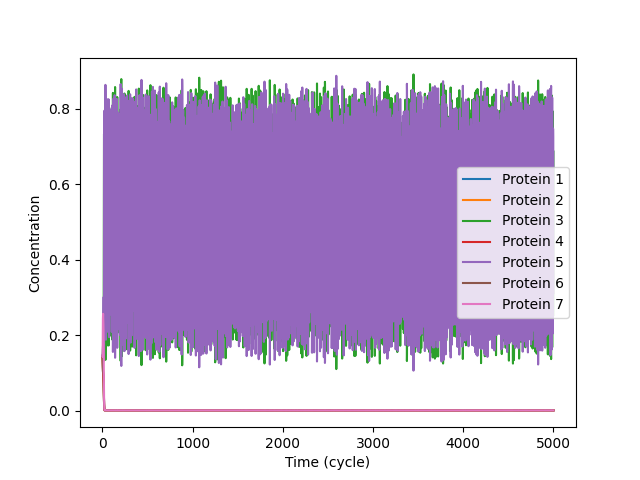 Concentration
0.8
0.6
0.4
0.2
0.0
Protein 1
Protein 2
Protein 3
Protein 4
Protein 5
Protein 6
Protein 7
0 1000 2000 3000 4000 5000
Time (cycle)